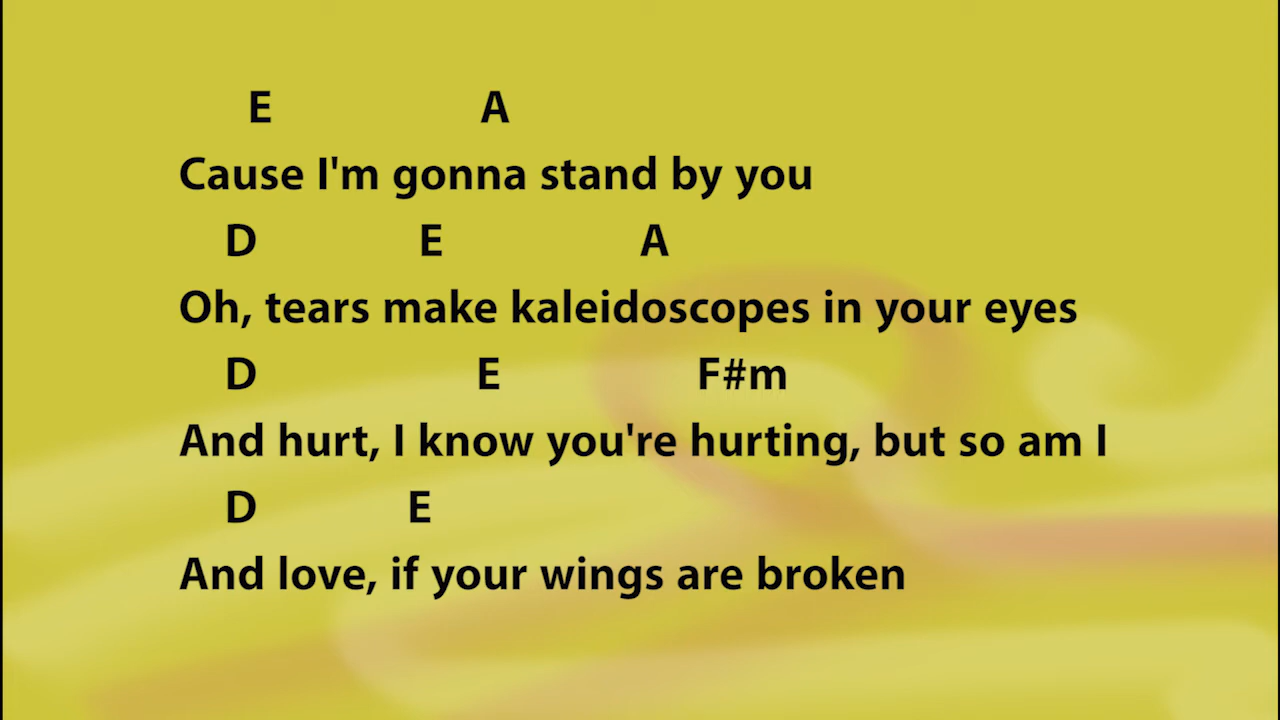 E A
Cause I'm gonna stand by you
D E A
Oh, tears make kaleidoscopes in your eyes
D E F#m
And hurt, I know you're hurting, but so am I
D E
And love, if your wings are broken